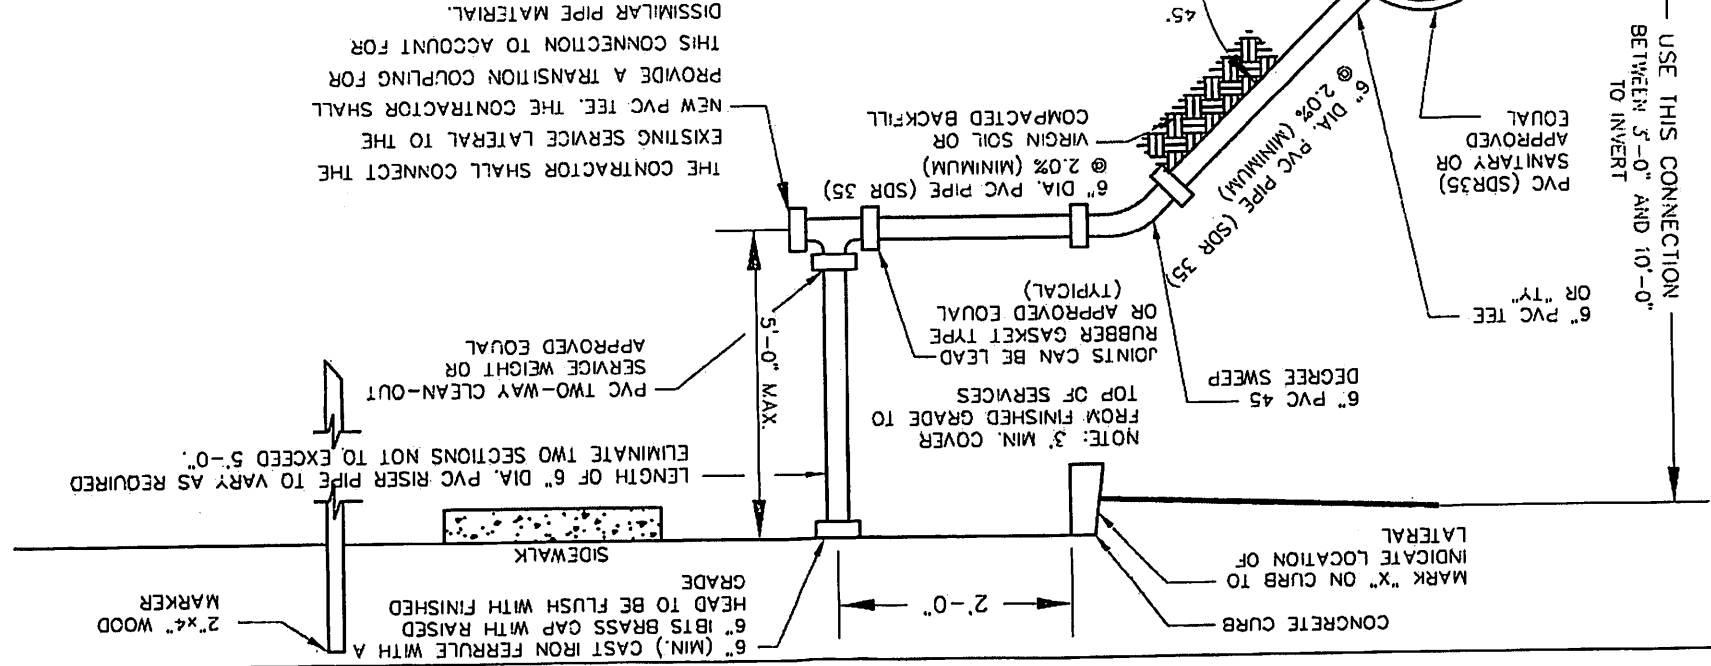 2"x4" WOOD
MARKER
6" (MIN.) CAST IRON FERRULE WITH A
6" IBTS BRASS CAP WITH RAISED
HEAD TO BE FLUSH WITH FINISHED
GRADE
2'-0"
CONCRETE CURB
MARK "X" ON CURB TO
INDICATE LOCATION OF
LATERAL
SIDEWALK
LENGTH OF 6" DIA. PVC RISER PIPE TO VARY AS REQUIRED
ELIMINATE TWO SECTIONS NOT TO EXCEED 5'-0".
NOTE: 3' MIN. COVER
FROM FINISHED GRADE TO
TOP OF SERVICES
PVC TWO-WAY CLEAN-OUT
SERVICE WEIGHT OR
APPROVED EQUAL
5'-0" MAX.
JOINTS CAN BE LEAD
RUBBER GASKET TYPE
OR APPROVED EQUAL
(TYPICAL)
6" PVC 45
DEGREE SWEEP
6" PVC TEE
OR "TY"
USE THIS CONNECTION
BETWEEN 5'-0" AND 10'-0"
TO INVERT
THE CONTRACTOR SHALL CONNECT THE
EXISTING SERVICE LATERAL TO THE
NEW PVC TEE. THE CONTRACTOR SHALL
PROVIDE A TRANSITION COUPLING FOR
THIS CONNECTION TO ACCOUNT FOR
DISSIMILAR PIPE MATERIAL.
6" DIA. PVC PIPE (SDR 35)
@ 2.0% (MINIMUM)
VIRGIN SOIL OR
COMPACTED BACKFILL
6" DIA. PVC PIPE (SDR 35)
@ 2.0% (MINIMUM)
45°
PVC (SDR35)
SANITARY OR
APPROVED
EQUAL